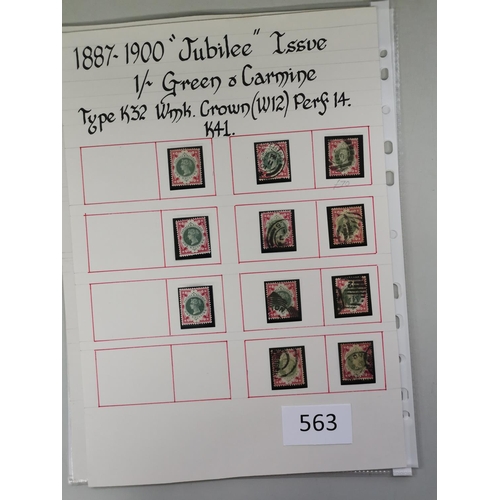 1887-1900 "Jubilee" Issue
1/- Green & Carmine
Type K32 Wmk. Crown (W12) Perf 14.
K41.
563